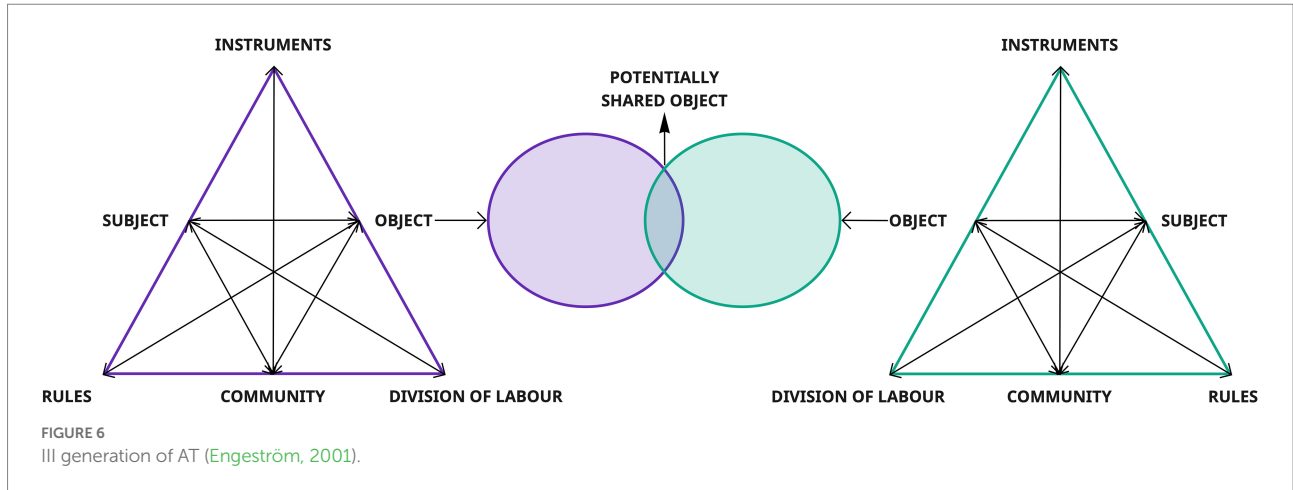 INSTRUMENTS
INSTRUMENTS
POTENTIALLY
SHARED OBJECT
SUBJECT
OBJECT
OBJECT
SUBJECT
RULES
COMMUNITY
DIVISION OF LABOUR
DIVISION OF LABOUR
COMMUNITY
RULES
FIGURE 6
III generation of AT (Engeström, 2001).